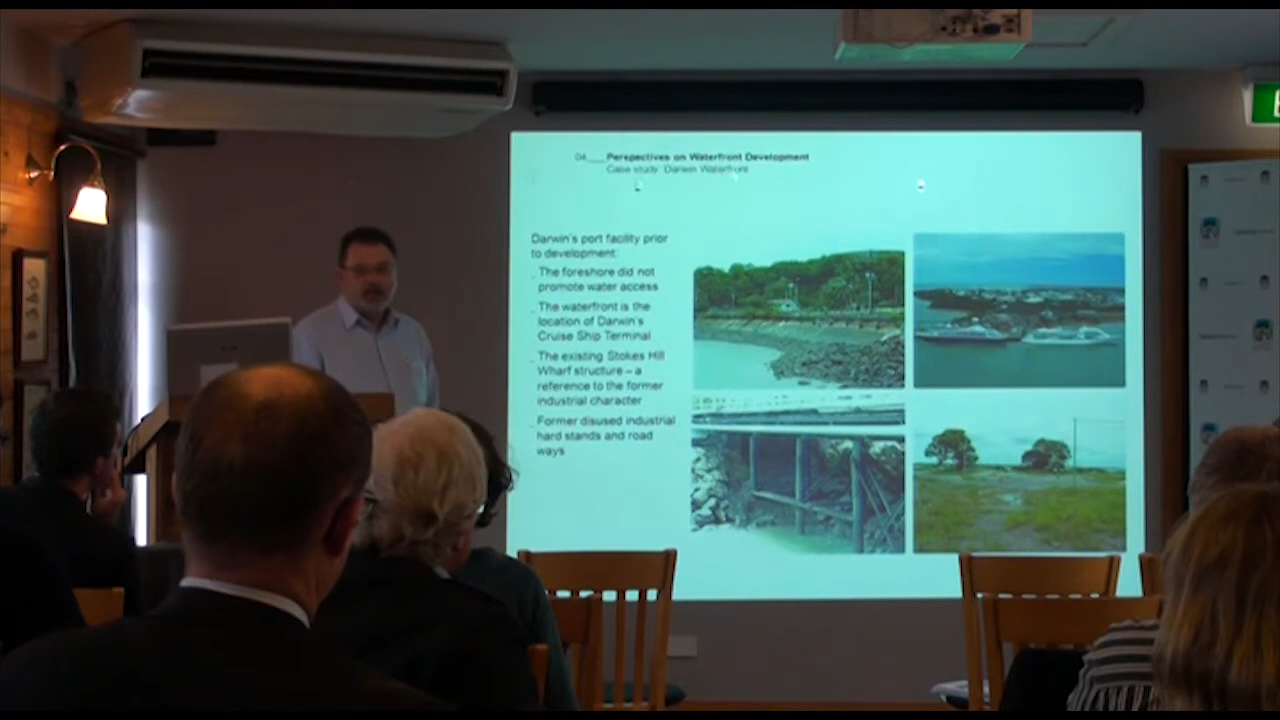 04___Perspectives on Waterfront Development
Case study: Darwin Waterfront
Darwin's port facility prior
to development:
_ The foreshore did not
promote water access
_ The waterfront is the
location of Darwin's
Cruise Ship Terminal
_ The existing Stokes Hill
Wharf structure – a
reference to the former
industrial character
_ Former disused industrial
hard stands and road
ways